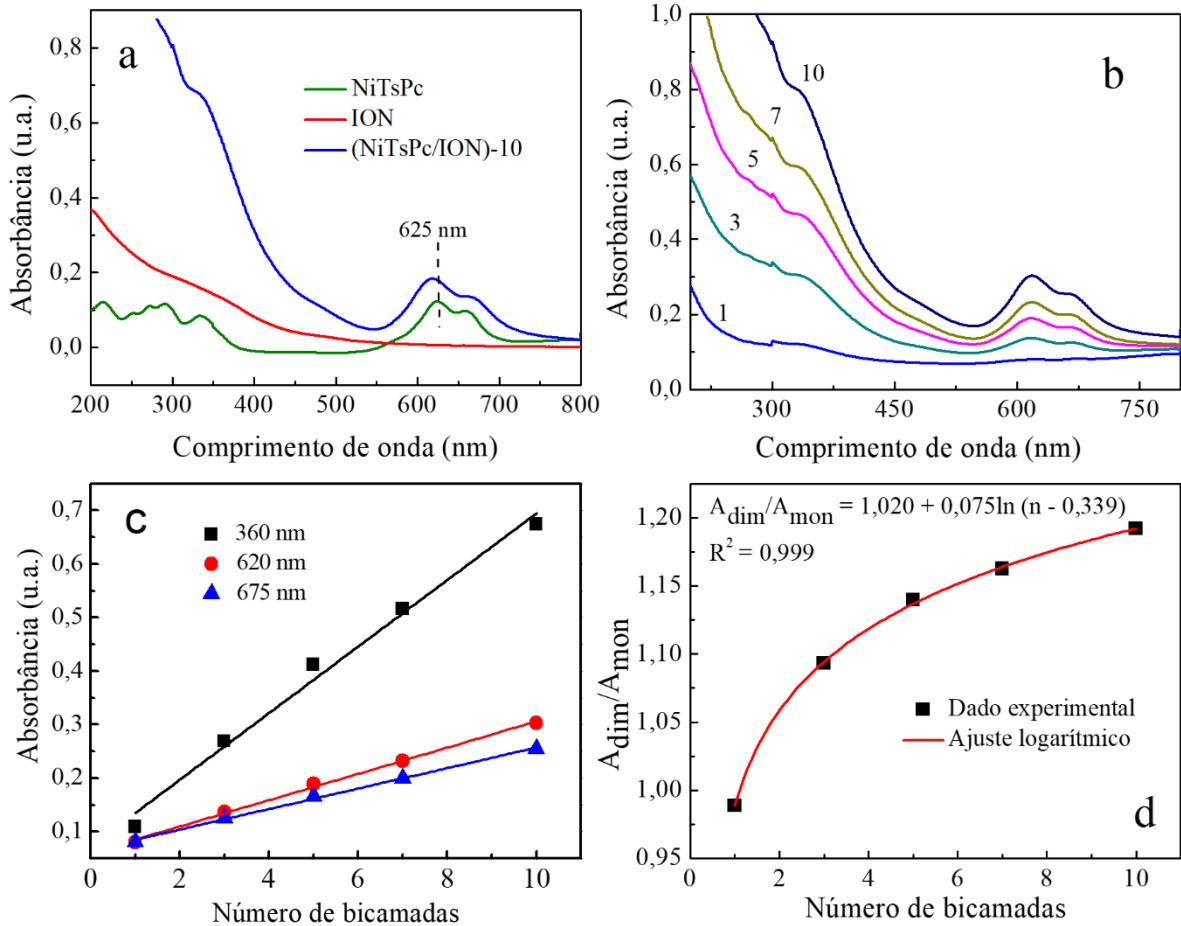 a
NiTsPc
ION
(NiTsPc/ION)-10
625 nm
0,8
0,6
0,4
0,2
0,0
Absorbância (u.a.)
200 300 400 500 600 700 800
Comprimento de onda (nm)
b
10
7
5
3
1
1,0
0,8
0,6
0,4
0,2
0,0
Absorbância (u.a.)
300 450 600 750
Comprimento de onda (nm)
c
360 nm
620 nm
675 nm
0,7
0,6
0,5
0,4
0,3
0,2
0,1
Absorbância (u.a.)
0 2 4 6 8 10
Número de bicamadas
A_dim/A_mon = 1,020 + 0,075ln (n - 0,339)
R² = 0,999
Dado experimental
Ajuste logarítmico
d
1,20
1,15
1,10
1,05
1,00
0,95
A_dim/A_mon
0 2 4 6 8 10
Número de bicamadas